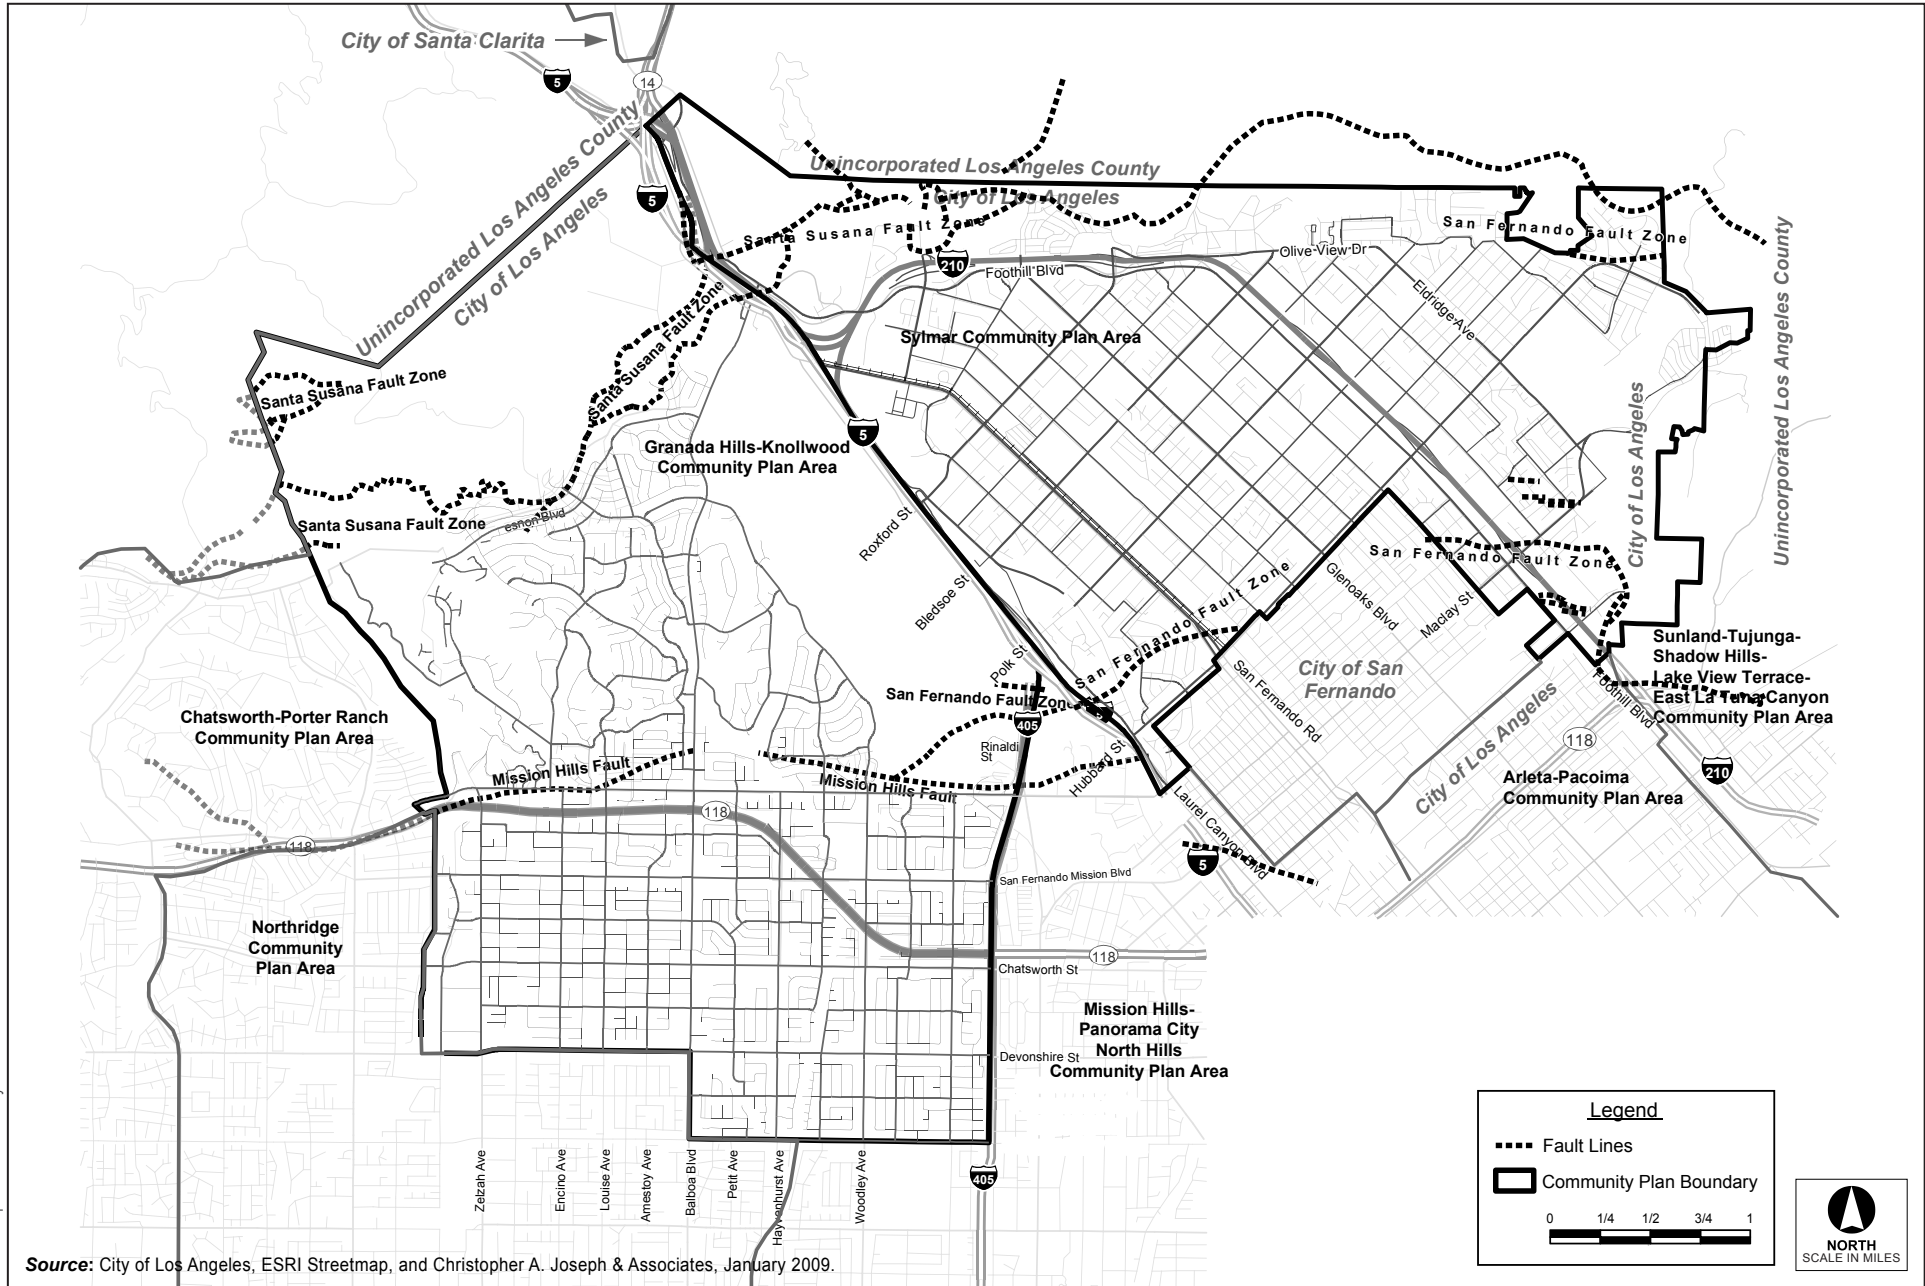 City of Santa Clarita
5
14
Unincorporated Los Angeles County
City of Los Angeles
5
Unincorporated Los Angeles County
City of Los Angeles
Santa Susana Fault Zone
210
Foothill Blvd
Olive View Dr
San Fernando Fault Zone
Eldridge Ave
Unincorporated Los Angeles County
City of Los Angeles
Sylmar Community Plan Area
Santa Susana Fault Zone
Santa Susana Fault Zone
5
Granada Hills-Knollwood
Community Plan Area
Santa Susana Fault Zone
esnon Blvd
Roxford St
Bledsoe St
Polk St
San Fernando Fault Zone
San Fernando Fault Zone
Glenoaks Blvd
Maclay St
City of San
Fernando
San Fernando Rd
San Fernando Fault Zone
405
Rinaldi
St
Hubbard St
Sunland-Tujunga-
Shadow Hills-
Lake View Terrace-
East La Tuna Canyon
Community Plan Area
Foothill Blvd
118
210
City of Los Angeles
Arleta-Pacoima
Community Plan Area
Chatsworth-Porter Ranch
Community Plan Area
Mission Hills Fault
Mission Hills Fault
118
118
Laurel Canyon Blvd
5
San Fernando Mission Blvd
Northridge
Community
Plan Area
118
Chatsworth St
Mission Hills-
Panorama City
North Hills
Community Plan Area
Devonshire St
405
Zelzah Ave
Encino Ave
Louise Ave
Amestoy Ave
Balboa Blvd
Petit Ave
Hayvenhurst Ave
Woodley Ave
Legend
Fault Lines
Community Plan Boundary
0 1/4 1/2 3/4 1
NORTH
SCALE IN MILES
Source: City of Los Angeles, ESRI Streetmap, and Christopher A. Joseph & Associates, January 2009.